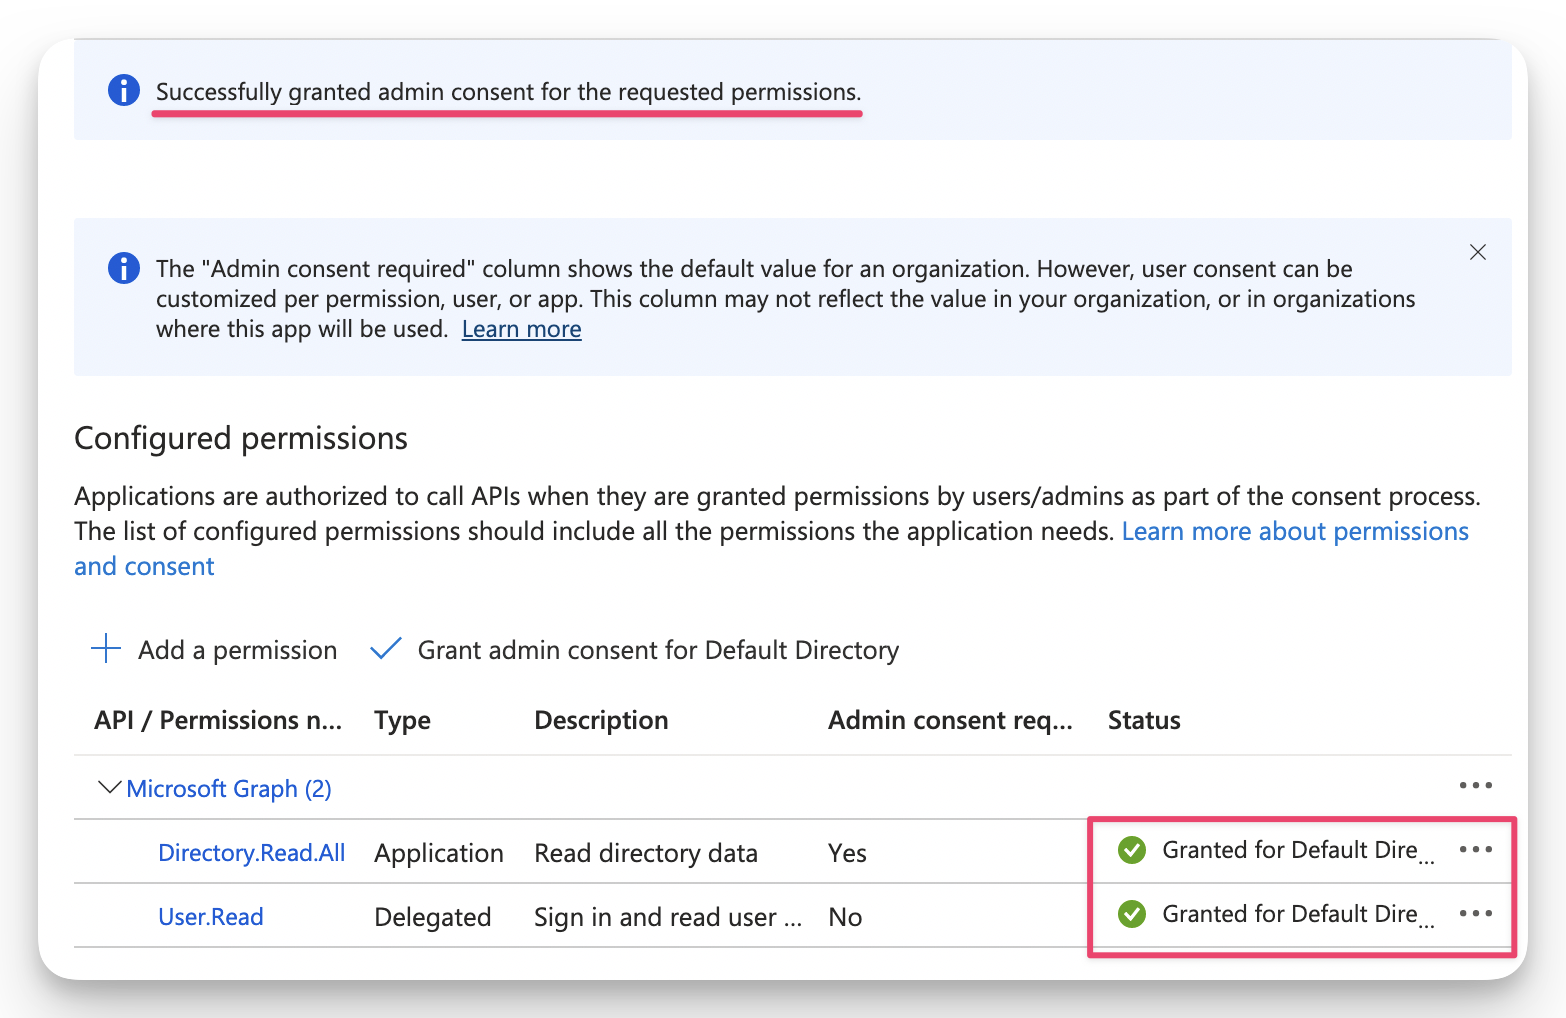 Successfully granted admin consent for the requested permissions.
The "Admin consent required" column shows the default value for an organization. However, user consent can be
customized per permission, user, or app. This column may not reflect the value in your organization, or in organizations
where this app will be used. Learn more
Configured permissions
Applications are authorized to call APIs when they are granted permissions by users/admins as part of the consent process.
The list of configured permissions should include all the permissions the application needs. Learn more about permissions
and consent
Add a permission Grant admin consent for Default Directory
API / Permissions n... Type Description Admin consent req... Status
Microsoft Graph (2)
Directory.Read.All Application Read directory data Yes Granted for Default Dire...
User.Read Delegated Sign in and read user ... No Granted for Default Dire...